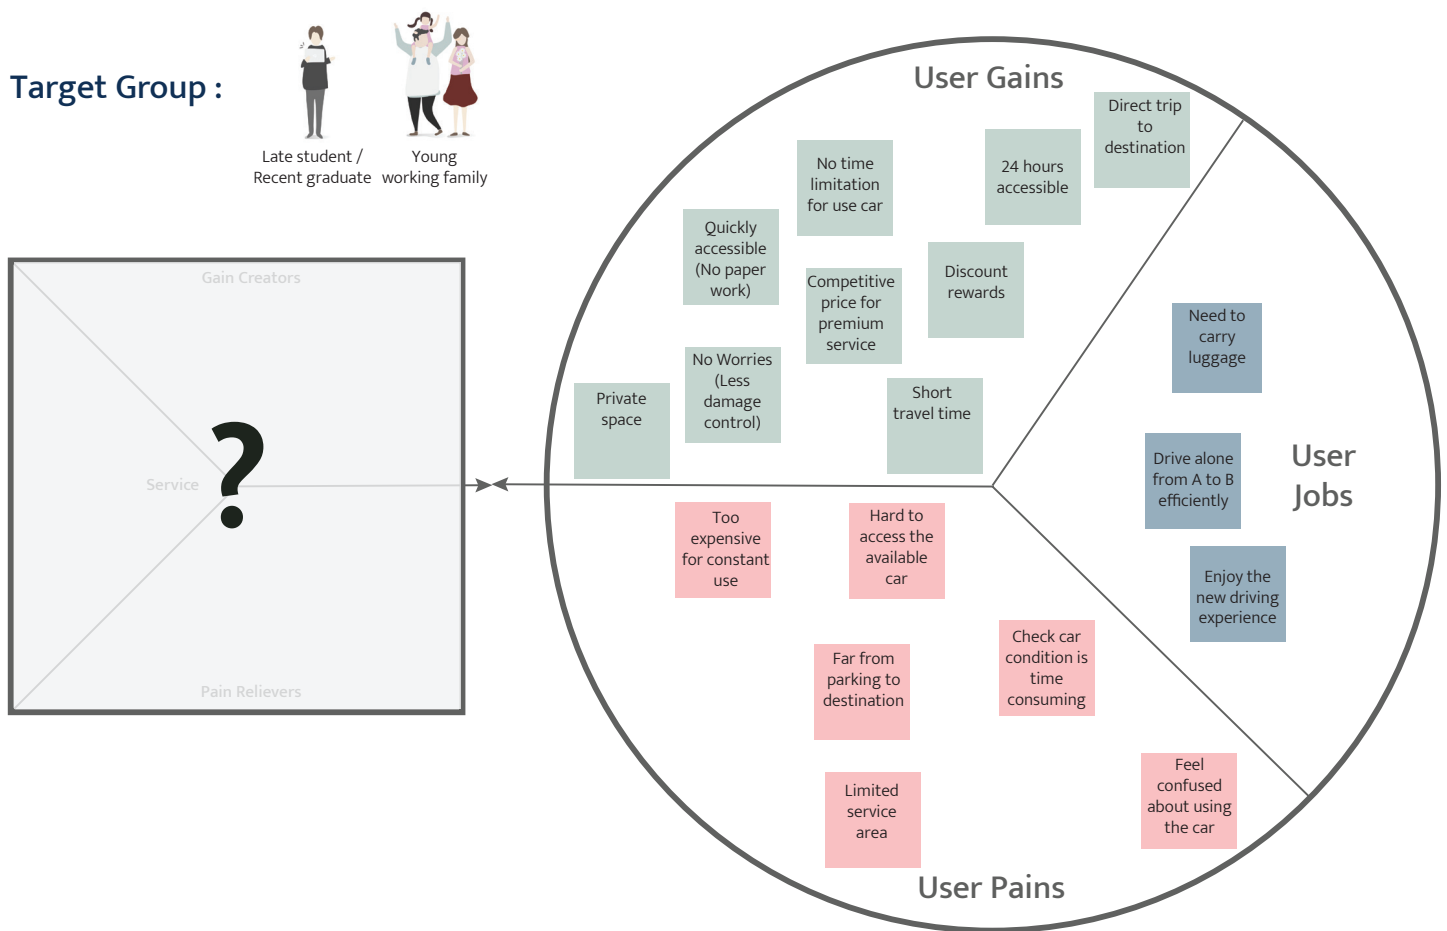 Target Group :
Late student /
Recent graduate
Young
working family
Gain Creators
Service
?
Pain Relievers
User Gains
Direct trip
to
destination
24 hours
accessible
No time
limitation
for use car
Quickly
accessible
(No paper
work)
Discount
rewards
Competitive
price for
premium
service
No Worries
(Less
damage
control)
Private
space
Short
travel time
User
Jobs
Need to
carry
luggage
Drive alone
from A to B
efficiently
Enjoy the
new driving
experience
Too
expensive
for constant
use
Hard to
access the
available
car
Check car
condition is
time
consuming
Far from
parking to
destination
Feel
confused
about using
the car
Limited
service
area
User Pains